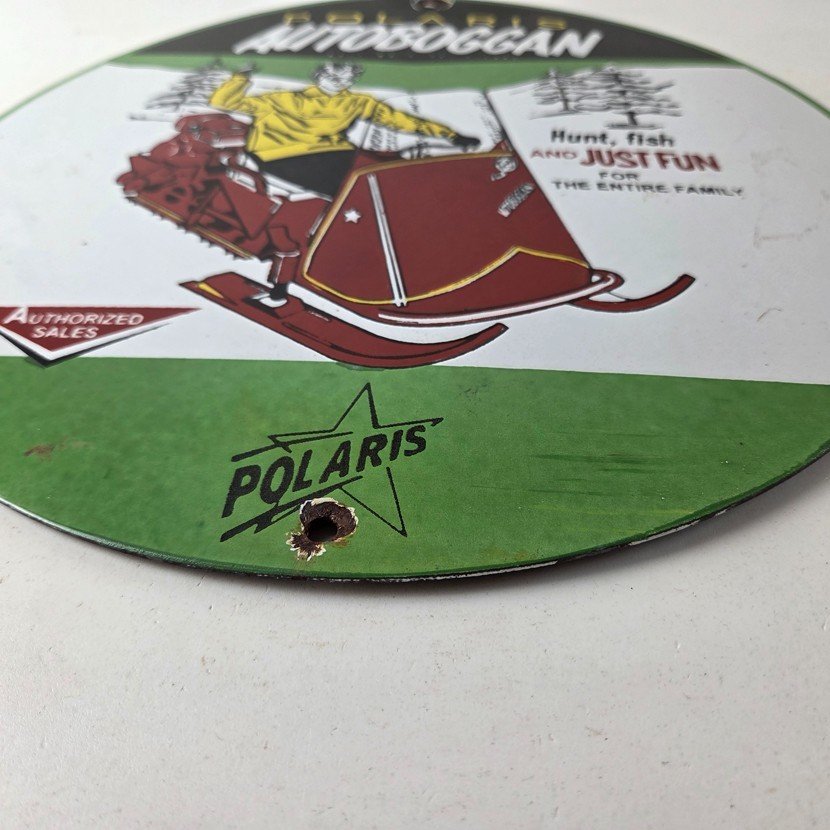 POLARIS
AUTOBOGGAN
Hunt, fish
AND JUST FUN
FOR
THE ENTIRE FAMILY
AUTHORIZED
SALES
POLARIS